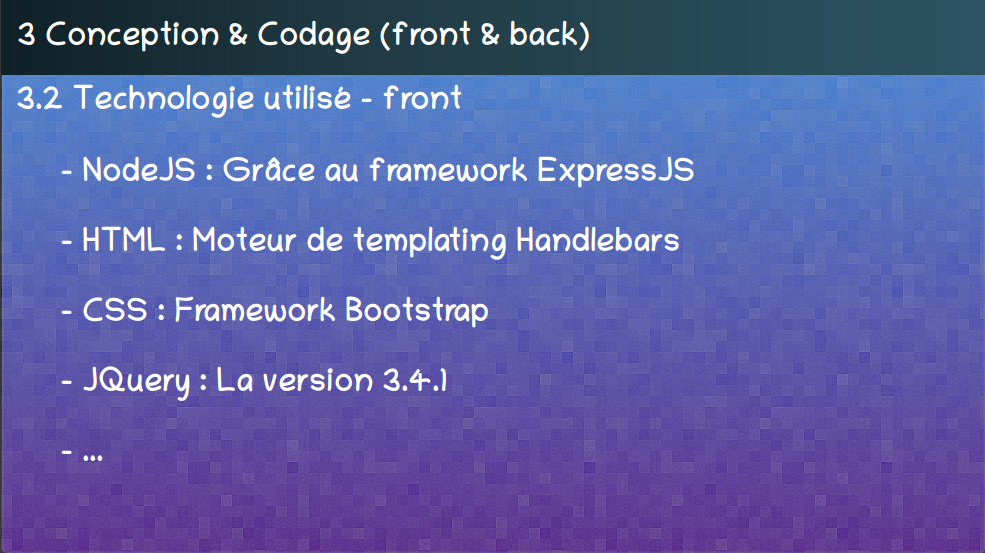 3 Conception & Codage (front & back)
3.2 Technologie utilisé - front
- NodeJS : Grâce au framework ExpressJS
- HTML : Moteur de templating Handlebars
- CSS : Framework Bootstrap
- JQuery : La version 3.4.1
- ...